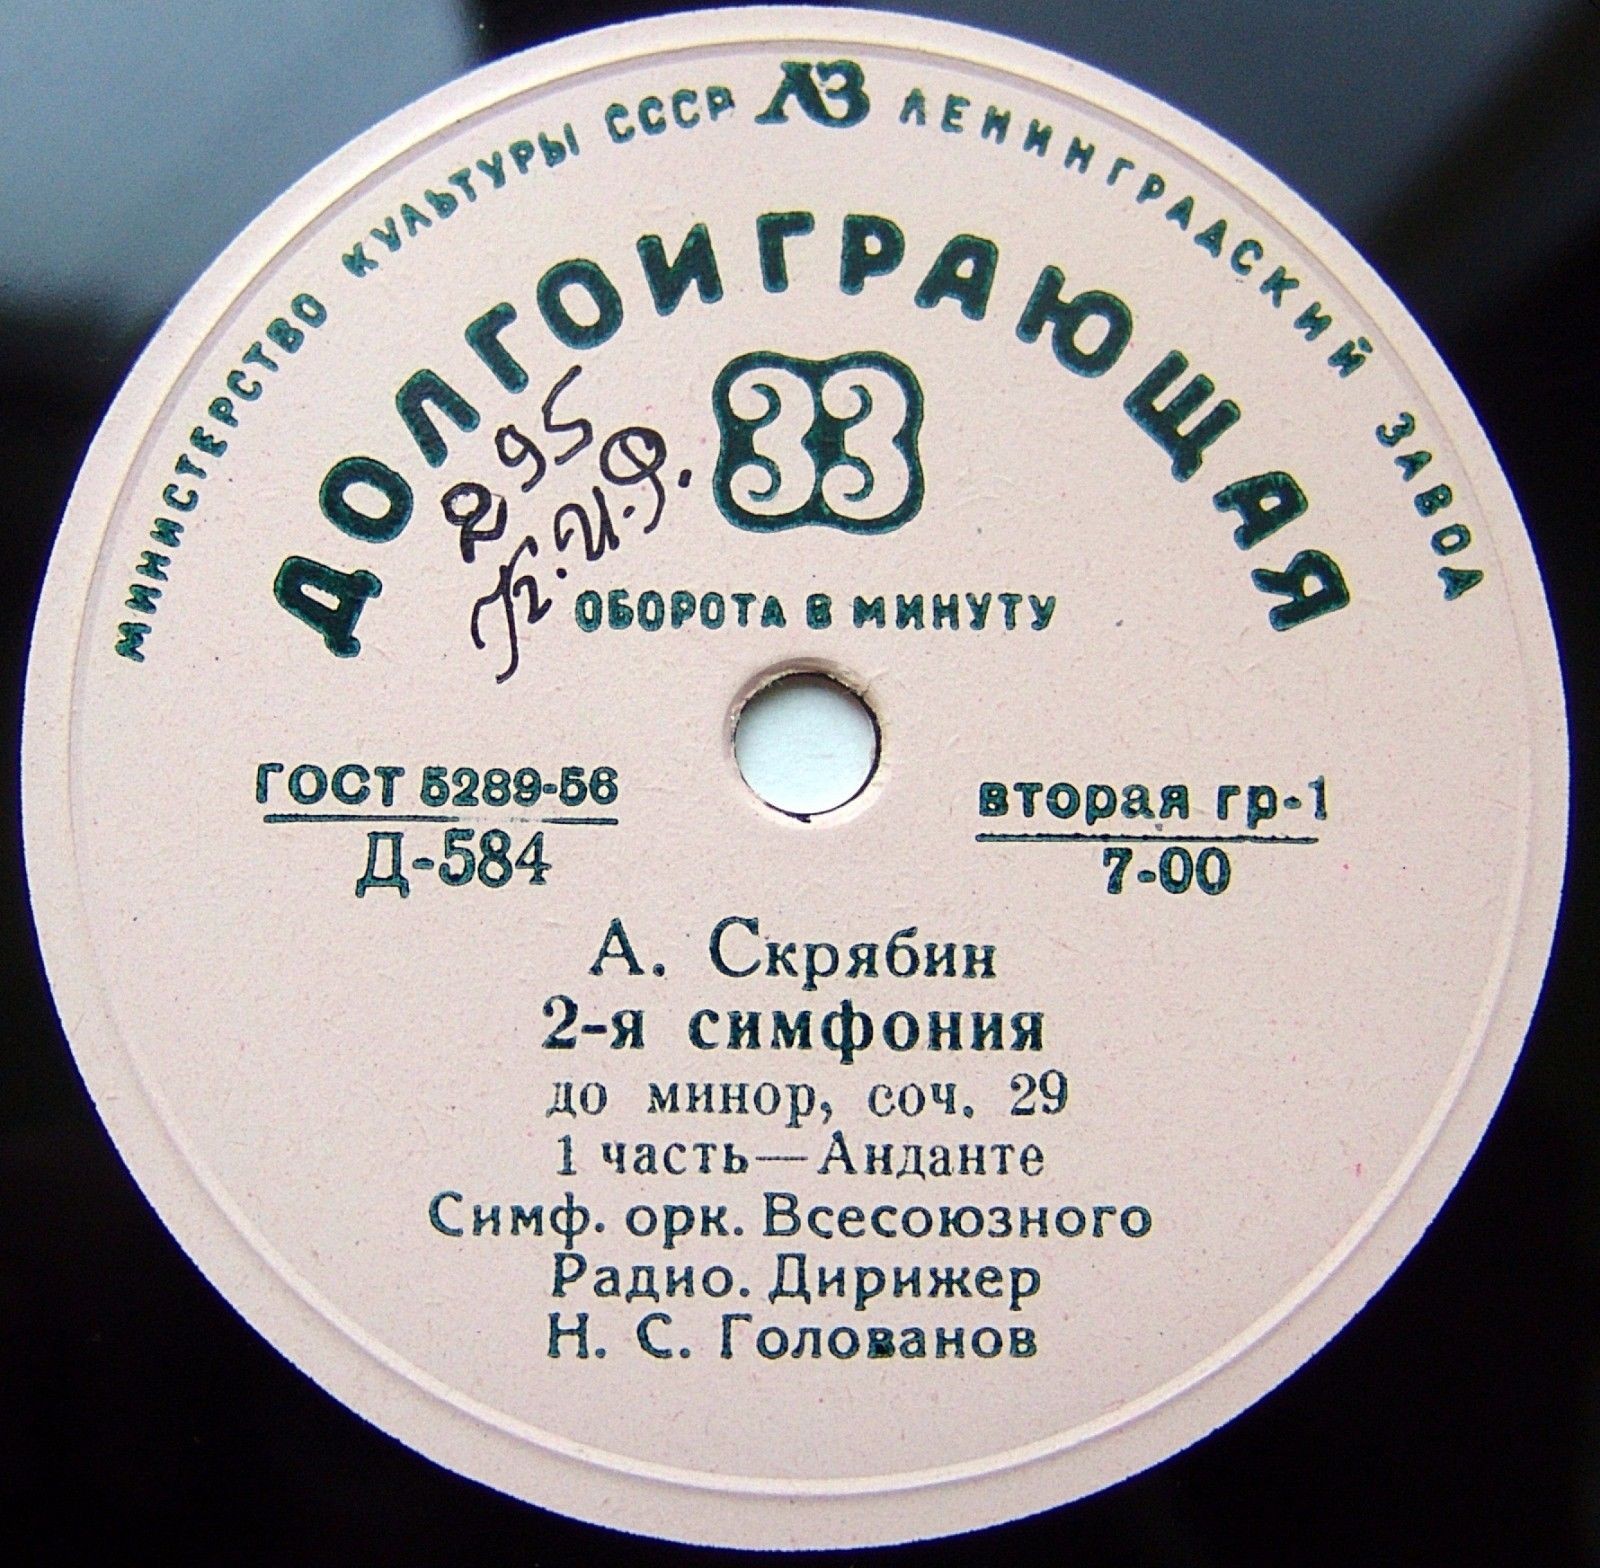 МИНИСТЕРСТВО КУЛЬТУРЫ СССР ЛЗ ЛЕНИНГРАДСКИЙ ЗАВОД
ДОЛГОИГРАЮЩАЯ
33
295
ОБОРОТА В МИНУТУ
ГОСТ 5289-56
Д-584
вторая гр-1
7-00
А. Скрябин
2-я симфония
до минор, соч. 29
1 часть—Анданте
Симф. орк. Всесоюзного
Радио. Дирижер
Н. С. Голованов